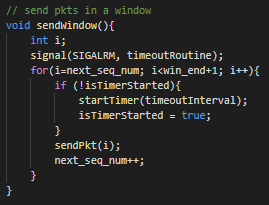 // send pkts in a window
void sendWindow(){
    int i;
    signal(SIGALRM, timeoutRoutine);
    for(i=next_seq_num; i<win_end+1; i++){
        if (!isTimerStarted){
            startTimer(timeoutInterval);
            isTimerStarted = true;
        }
        sendPkt(i);
        next_seq_num++;
    }
}